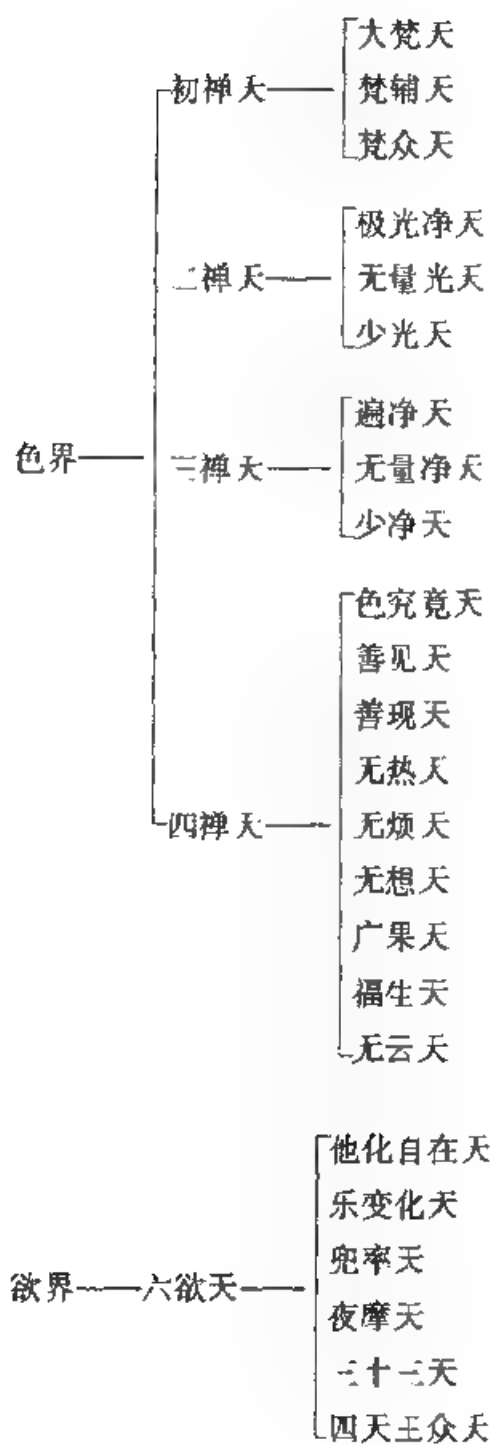 色界
初禅天
大梵天
梵辅天
梵众天
二禅天
极光净天
无量光天
少光天
三禅天
遍净天
无量净天
少净天
四禅天
色究竟天
善见天
善现天
无热天
无烦天
无想天
广果天
福生天
无云天
欲界
六欲天
他化自在天
乐变化天
兜率天
夜摩天
三十三天
四天王众天